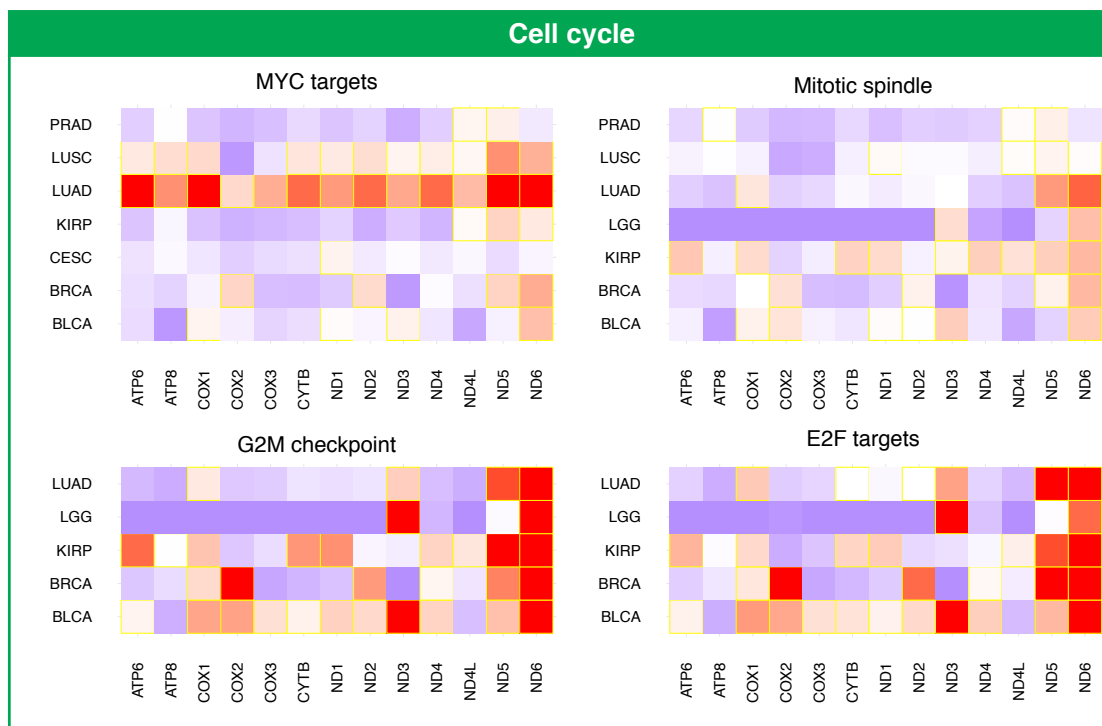 Cell cycle
MYC targets
PRAD
LUSC
LUAD
KIRP
CESC
BRCA
BLCA
ATP6
ATP8
COX1
COX2
COX3
CYTB
ND1
ND2
ND3
ND4
ND4L
ND5
ND6
Mitotic spindle
PRAD
LUSC
LUAD
LGG
KIRP
BRCA
BLCA
ATP6
ATP8
COX1
COX2
COX3
CYTB
ND1
ND2
ND3
ND4
ND4L
ND5
ND6
G2M checkpoint
LUAD
LGG
KIRP
BRCA
BLCA
ATP6
ATP8
COX1
COX2
COX3
CYTB
ND1
ND2
ND3
ND4
ND4L
ND5
ND6
E2F targets
LUAD
LGG
KIRP
BRCA
BLCA
ATP6
ATP8
COX1
COX2
COX3
CYTB
ND1
ND2
ND3
ND4
ND4L
ND5
ND6